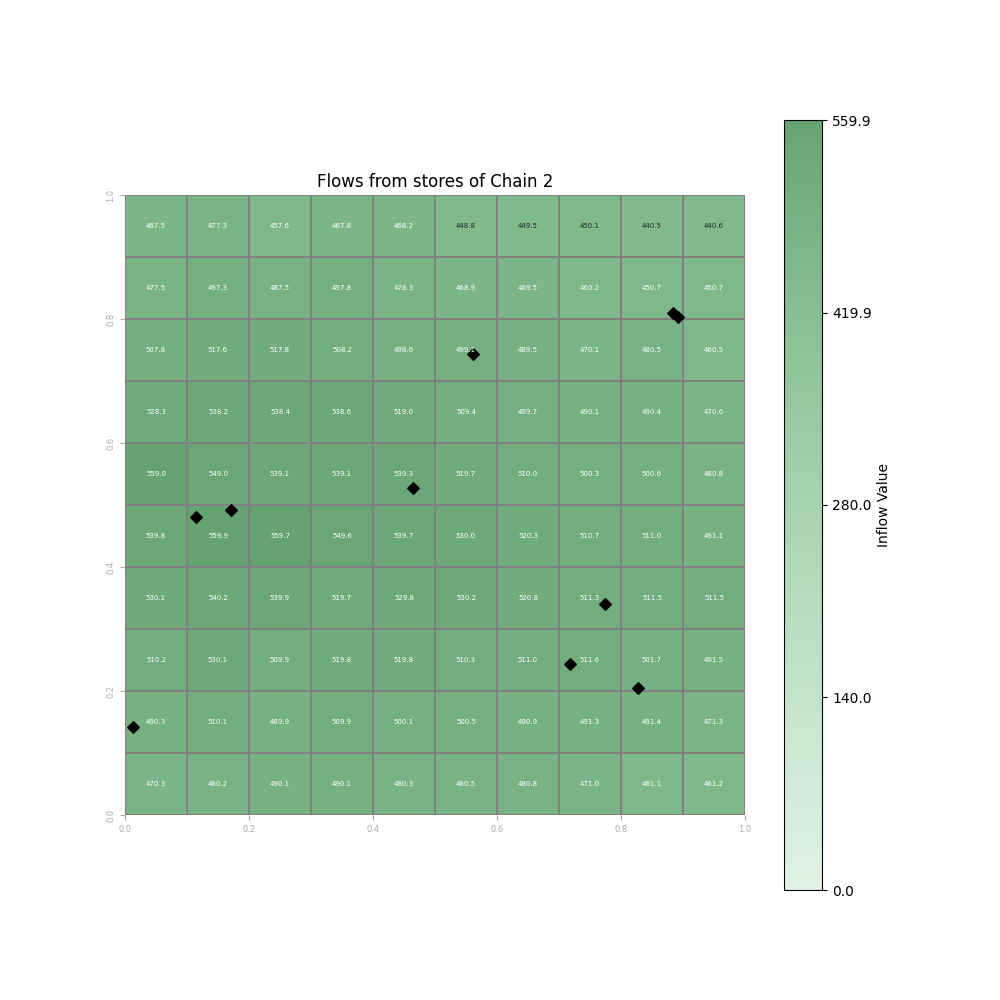 Flows from stores of Chain 2
1.0
467.5 477.3 457.6 467.8 468.2 448.8 449.5 450.1 440.5 440.6
477.5 497.3 487.5 497.8 478.3 468.9 469.5 460.2 450.7 450.7
0.8
507.8 517.6 517.8 508.2 498.6 489.5 470.1 480.5 460.5
528.3 538.2 538.4 538.6 519.0 509.4 499.7 490.1 490.4 470.6
0.6
559.0 549.0 539.1 539.1 539.3 519.7 510.0 500.3 500.6 480.8
539.8 559.9 559.7 549.6 539.7 530.0 520.3 510.7 511.0 491.1
0.4
530.1 540.2 539.9 519.7 529.8 530.2 520.8 511.3 511.5 511.5
510.2 530.1 509.9 519.8 519.8 510.3 511.0 511.6 501.7 491.5
0.2
490.3 510.1 489.9 509.9 500.1 500.5 490.9 491.3 491.4 471.3
470.3 480.2 490.1 490.1 480.3 480.5 480.8 471.0 461.1 461.2
0.0
0.0 0.2 0.4 0.6 0.8 1.0
559.9
419.9
280.0
140.0
0.0
Inflow Value